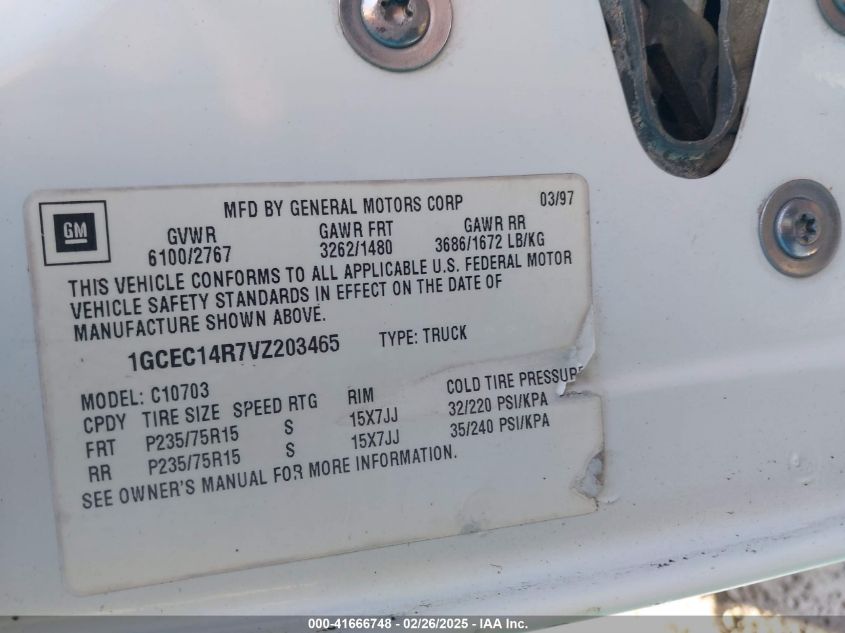 MFD BY GENERAL MOTORS CORP 03/97
GM
GVWR GAWR FRT GAWR RR
6100/2767 3262/1480 3686/1672 LB/KG
THIS VEHICLE CONFORMS TO ALL APPLICABLE U.S. FEDERAL MOTOR
VEHICLE SAFETY STANDARDS IN EFFECT ON THE DATE OF
MANUFACTURE SHOWN ABOVE.
1GCEC14R7VZ203465 TYPE: TRUCK
MODEL: C10703
CPDY TIRE SIZE SPEED RTG RIM COLD TIRE PRESSURE
FRT P235/75R15 S 15X7JJ 32/220 PSI/KPA
RR P235/75R15 S 15X7JJ 35/240 PSI/KPA
SEE OWNER'S MANUAL FOR MORE INFORMATION.
000-41666748 - 02/26/2025 - IAA Inc.